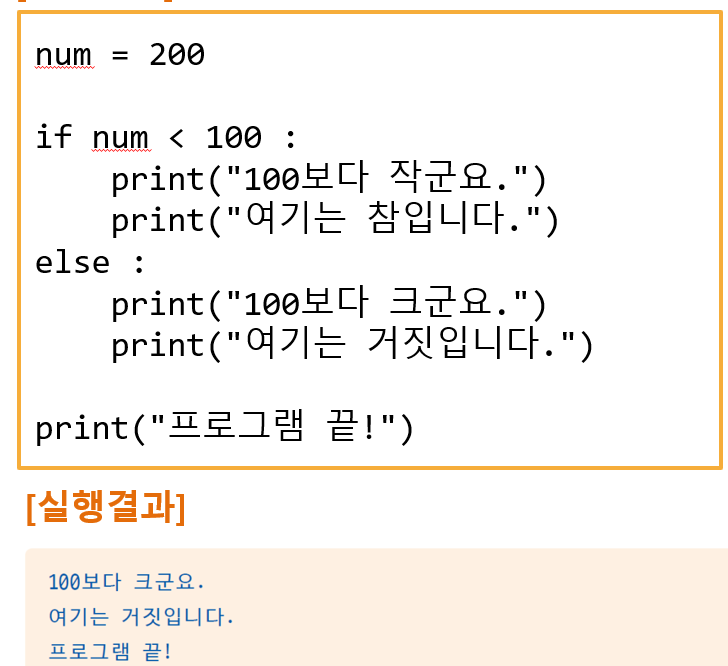 num = 200
if num < 100 :
    print("100보다 작군요.")
    print("여기는 참입니다.")
else :
    print("100보다 크군요.")
    print("여기는 거짓입니다.")
print("프로그램 끝!")
[실행결과]
100보다 크군요.
여기는 거짓입니다.
프로그램 끝!